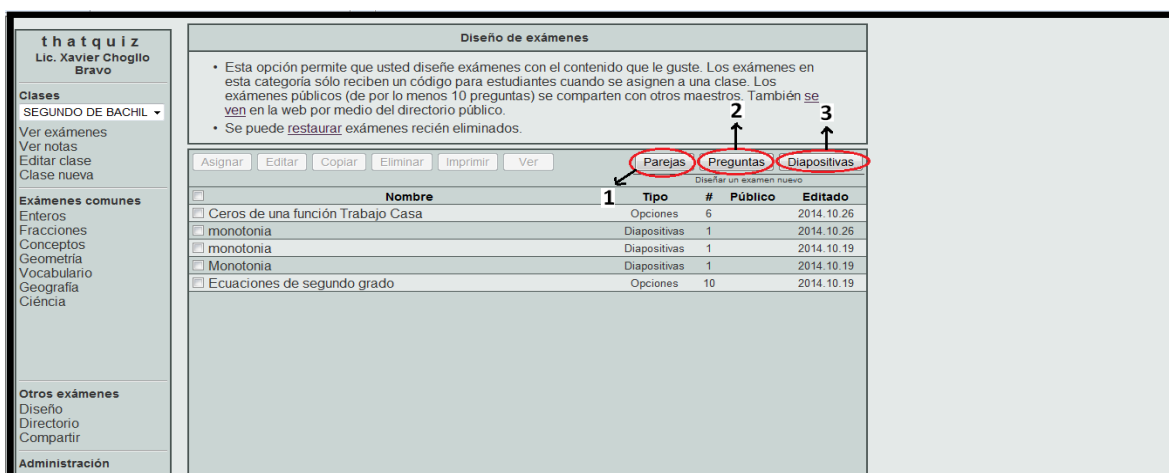 thatquiz
Lic. Xavier Chogllo
Bravo
Clases
SEGUNDO DE BACHIL
Ver exámenes
Ver notas
Editar clase
Clase nueva
Exámenes comunes
Enteros
Fracciones
Conceptos
Geometría
Vocabulario
Geografía
Ciéncia
Otros exámenes
Diseño
Directorio
Compartir
Administración
Diseño de exámenes
• Esta opción permite que usted diseñe exámenes con el contenido que le guste. Los exámenes en
esta categoría sólo reciben un código para estudiantes cuando se asignen a una clase. Los
exámenes públicos (de por lo menos 10 preguntas) se comparten con otros maestros. También se
ven en la web por medio del directorio público.
• Se puede restaurar exámenes recién eliminados.
2 3
Asignar Editar Copiar Eliminar Imprimir Ver Parejas Preguntas Diapositivas
Diseñar un examen nuevo
1
Nombre Tipo # Público Editado
Ceros de una función Trabajo Casa Opciones 6 2014.10.26
monotonia Diapositivas 1 2014.10.26
monotonia Diapositivas 1 2014.10.19
Monotonia Diapositivas 1 2014.10.19
Ecuaciones de segundo grado Opciones 10 2014.10.19